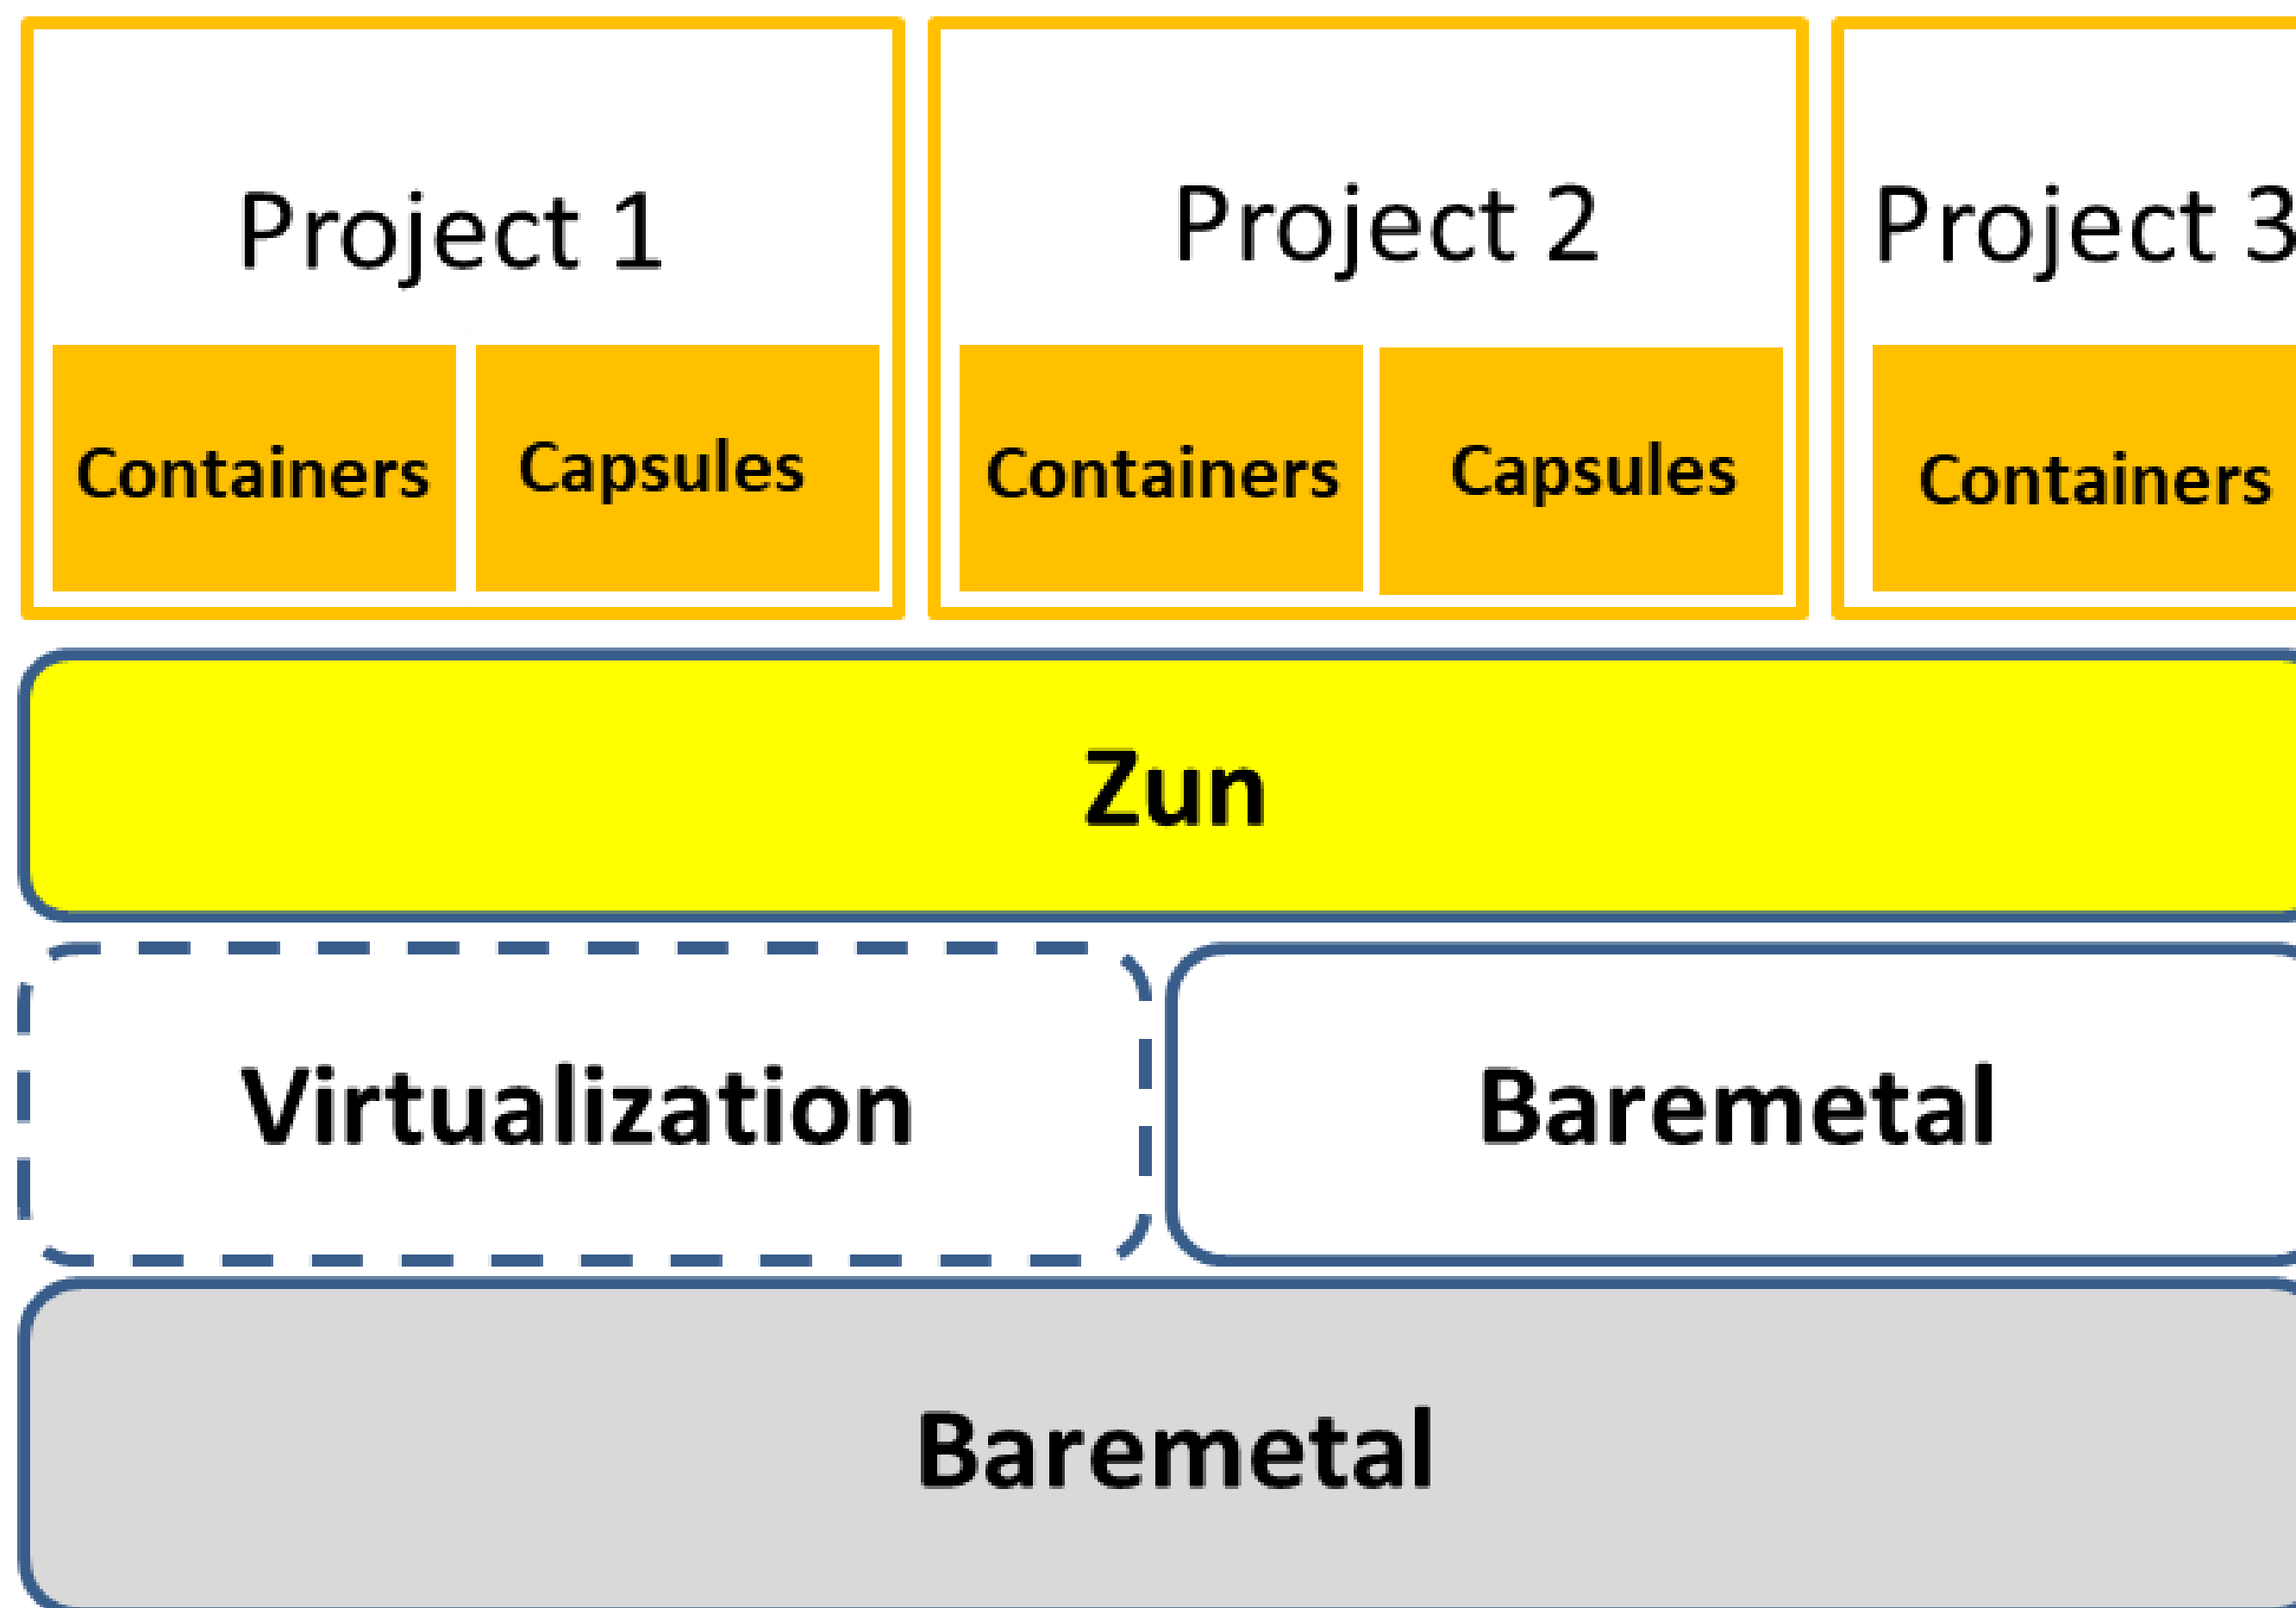 Project 1
Project 2
Project 3
Containers
Capsules
Containers
Capsules
Containers
Zun
Virtualization
Baremetal
Baremetal